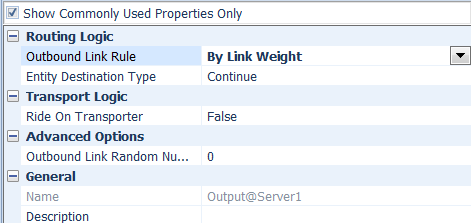 Show Commonly Used Properties Only
Routing Logic
Outbound Link Rule By Link Weight
Entity Destination Type Continue
Transport Logic
Ride On Transporter False
Advanced Options
Outbound Link Random Nu... 0
General
Name Output@Server1
Description